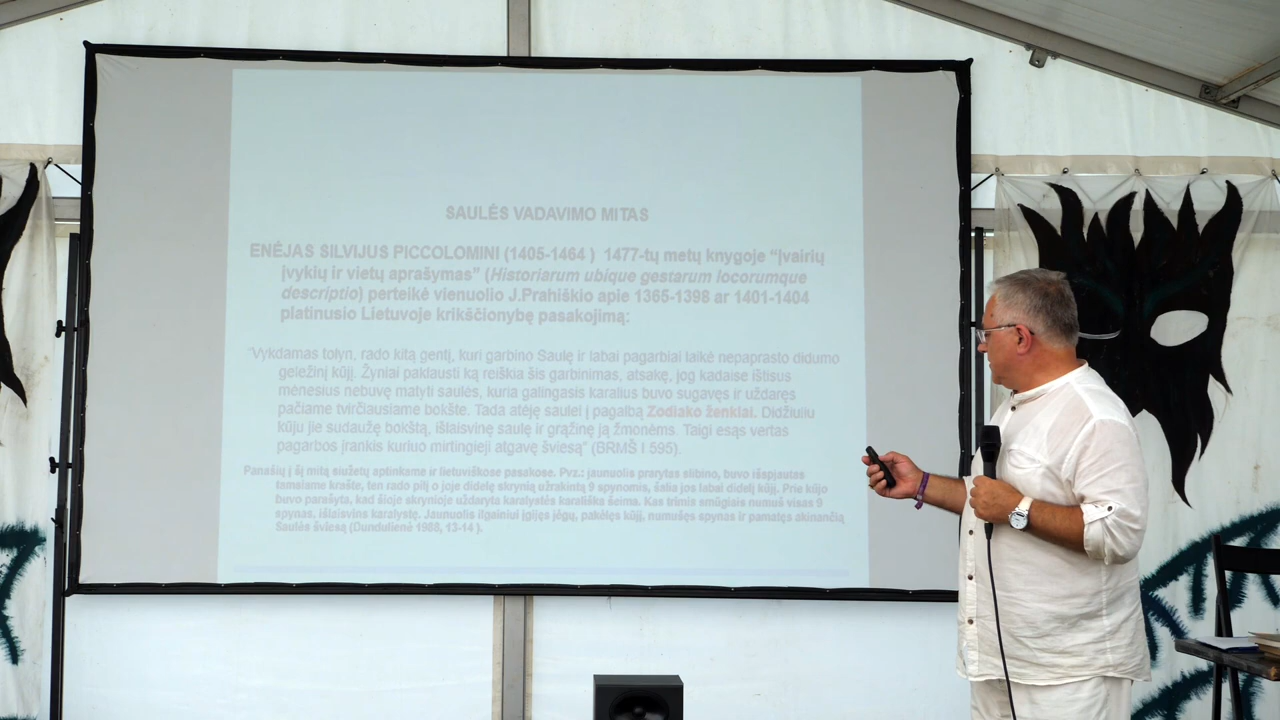 SAULĖS VADAVIMO MITAS
ENĖJAS SILVIJUS PICCOLOMINI (1405-1464 ) 1477-tų metų knygoje “Įvairių
įvykių ir vietų aprašymas” (Historiarum ubique gestarum locorumque
descriptio) perteikė vienuolio J.Prahiškio apie 1365-1398 ar 1401-1404
platinusio Lietuvoje krikščionybę pasakojimą:
“Vykdamas tolyn, rado kitą gentį, kuri garbino Saulę ir labai pagarbiai laikė nepaprasto didumo
geležinį kūjį. Žyniai paklausti ką reiškia šis garbinimas, atsakę, jog kadaise ištisus
mėnesius nebuvę matyti saulės, kuria galingasis karalius buvo sugavęs ir uždaręs
pačiame tvirčiausiame bokšte. Tada atėję saulei į pagalbą Zodiako ženklai. Didžiuliu
kūju jie sudaužę bokštą, išlaisvinę saulę ir grąžinę ją žmonėms. Taigi esąs vertas
pagarbos įrankis kuriuo mirtingieji atgavę šviesą” (BRMŠ I 595).
Panašių į šį mitą siužetų aptinkame ir lietuviškose pasakose. Pvz.: jaunuolis prarytas slibino, buvo išspjautas
tamsiame krašte, ten rado pilį o joje didelę skrynią užrakintą 9 spynomis, šalia jos labai didelį kūjį. Prie kūjo
buvo parašyta, kad šioje skrynioje uždaryta karalystės karališka šeima. Kas trimis smūgiais numuš visas 9
spynas, išlaisvins karalystę. Jaunuolis ilgainiui įgijęs jėgų, pakėlęs kūjį, numušęs spynas ir pamatęs akinančią
Saulės šviesą (Dundulienė 1988, 13-14 ).